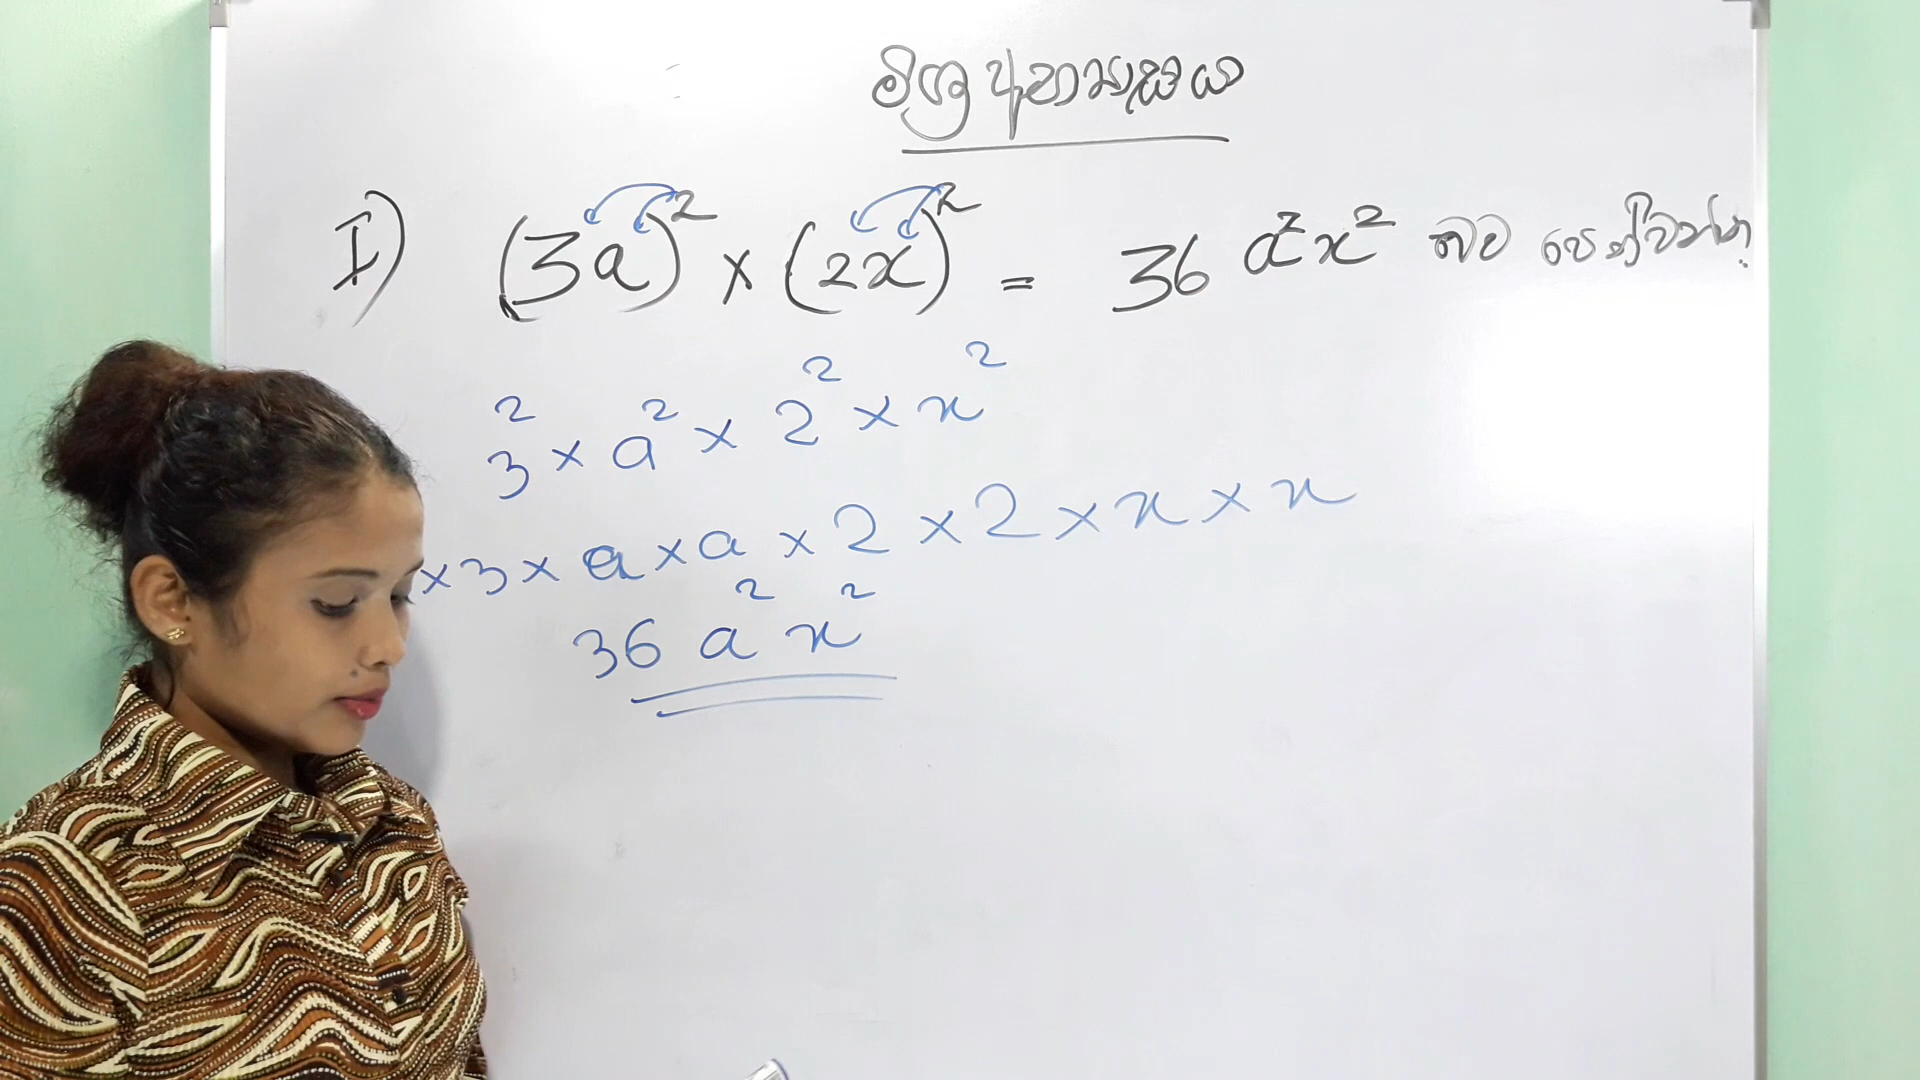 මිශ්‍ර අභ්‍යාසය
I) (3a)² × (2x)² = 36 a²x² බව පෙන්වන්න.
3² × a² × 2² × x²
× 3 × a × a × 2 × 2 × x × x
36 a² x²